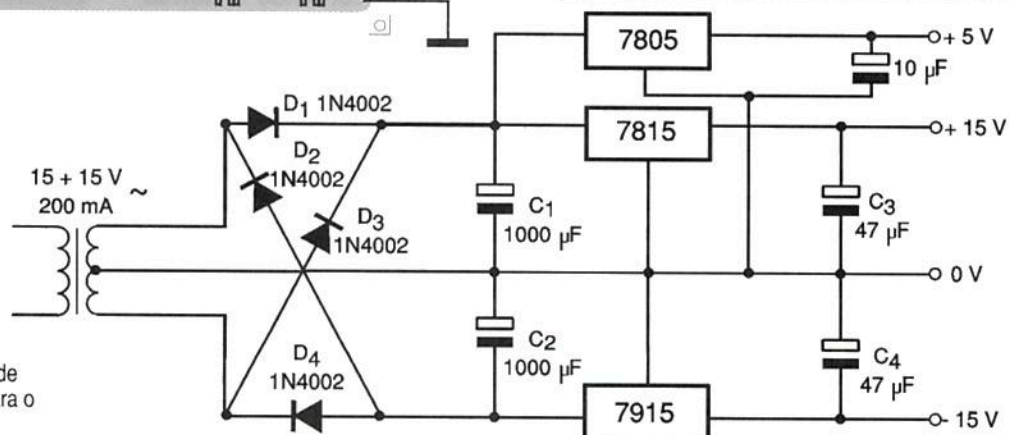 7805
+ 5 V
10 µF
D1 1N4002
7815
+ 15 V
D2
1N4002
15 + 15 V ~
200 mA
D3
1N4002
C1
1000 µF
C3
47 µF
0 V
C2
1000 µF
D4
1N4002
C4
47 µF
7915
- 15 V
de
ara o